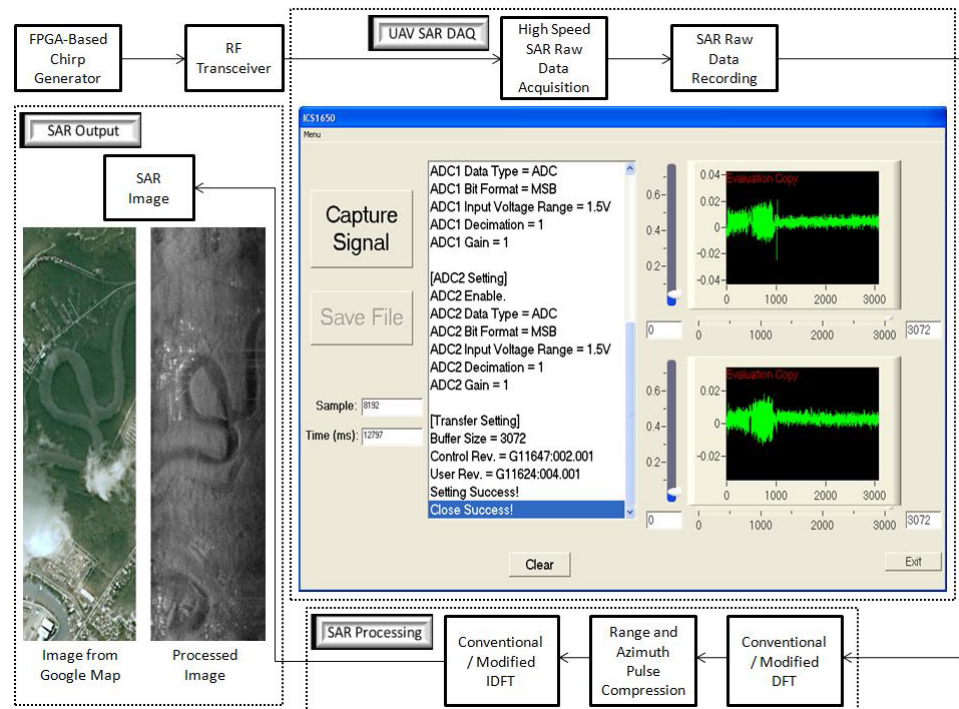 FPGA-Based
Chirp
Generator
RF
Transceiver
UAV SAR DAQ
High Speed
SAR Raw
Data
Acquisition
SAR Raw
Data
Recording
SAR Output
SAR
Image
Image from
Google Map
Processed
Image
ICS1650
Menu
Capture
Signal
Save File
Sample: 8192
Time (ms): 12797
ADC1 Data Type = ADC
ADC1 Bit Format = MSB
ADC1 Input Voltage Range = 1.5V
ADC1 Decimation = 1
ADC1 Gain = 1
[ADC2 Setting]
ADC2 Enable.
ADC2 Data Type = ADC
ADC2 Bit Format = MSB
ADC2 Input Voltage Range = 1.5V
ADC2 Decimation = 1
ADC2 Gain = 1
[Transfer Setting]
Buffer Size = 3072
Control Rev. = G11647:002.001
User Rev. = G11624:004.001
Setting Success!
Close Success!
Clear
0.6-
0.4-
0.2-
0
0.04-
0.02-
0-
-0.02-
-0.04-
Evaluation Copy
0 1000 2000 3000
0 1000 2000 3000
3072
0.6-
0.4-
0.2-
0
0.02-
0-
-0.02-
Evaluation Copy
0 1000 2000 3000
0 1000 2000 3000
3072
Exit
SAR Processing
Conventional
/ Modified
IDFT
Range and
Azimuth
Pulse
Compression
Conventional
/ Modified
DFT